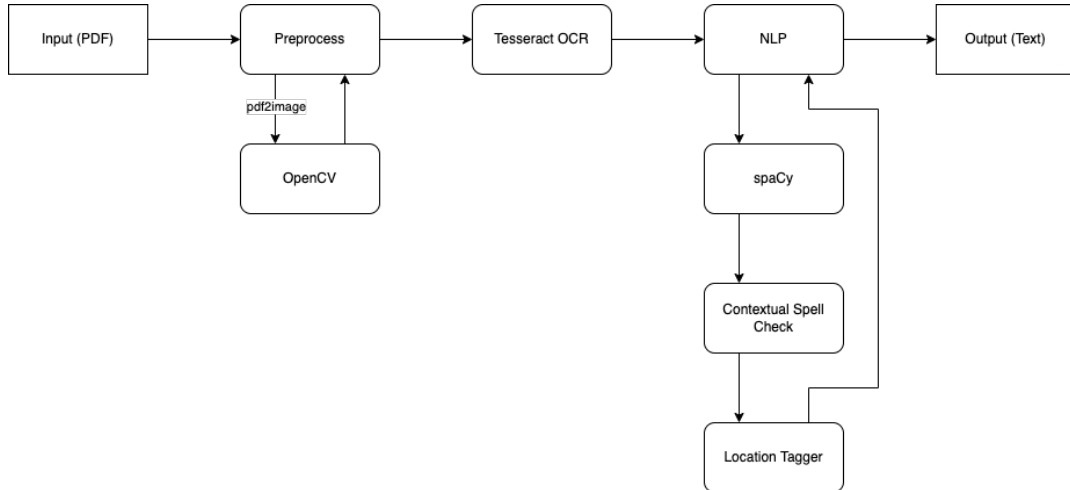 Input (PDF)
Preprocess
Tesseract OCR
NLP
Output (Text)
pdf2image
OpenCV
spaCy
Contextual Spell
Check
Location Tagger